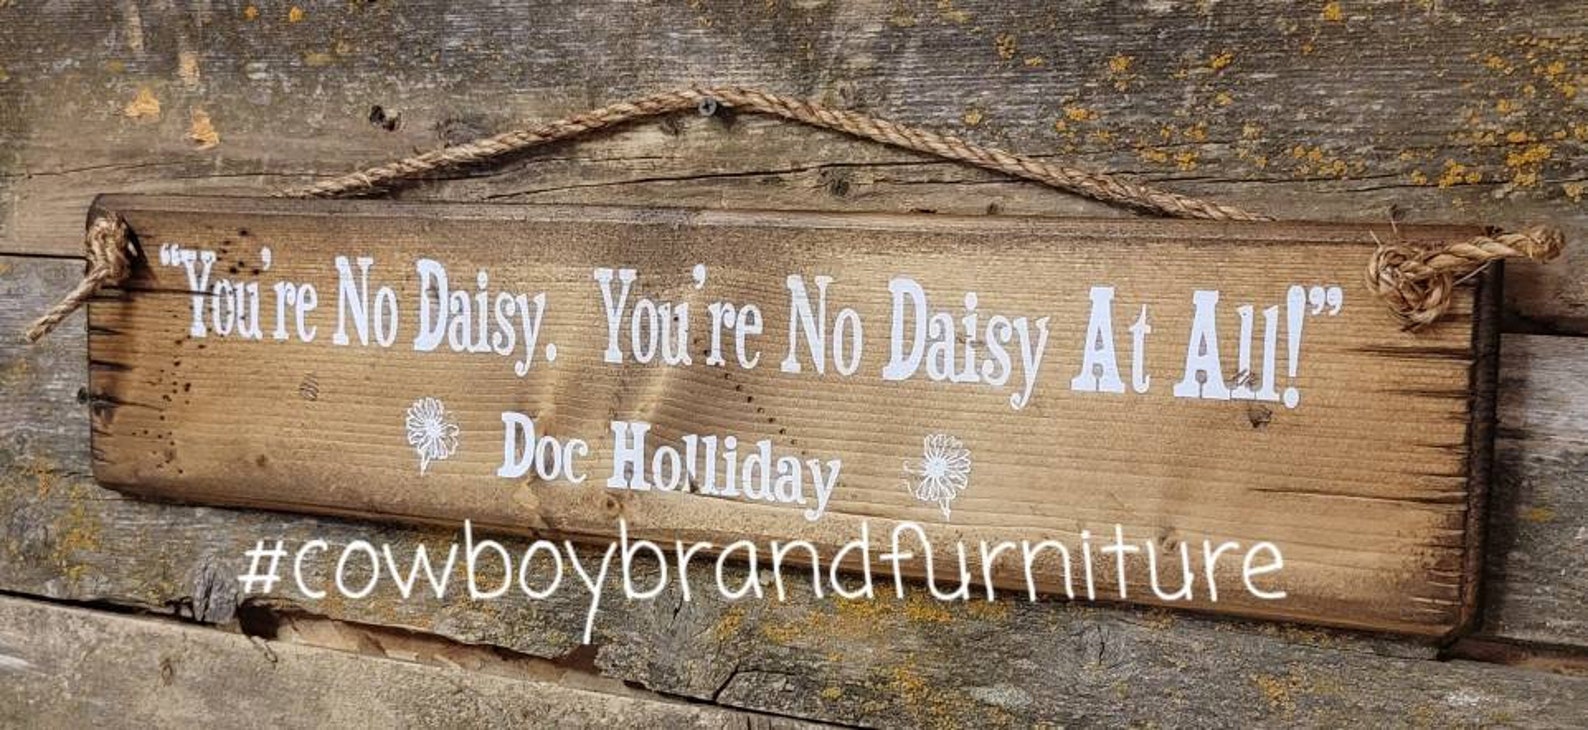 “You’re No Daisy. You’re No Daisy At All!”
Doc Holliday
#cowboybrandfurniture